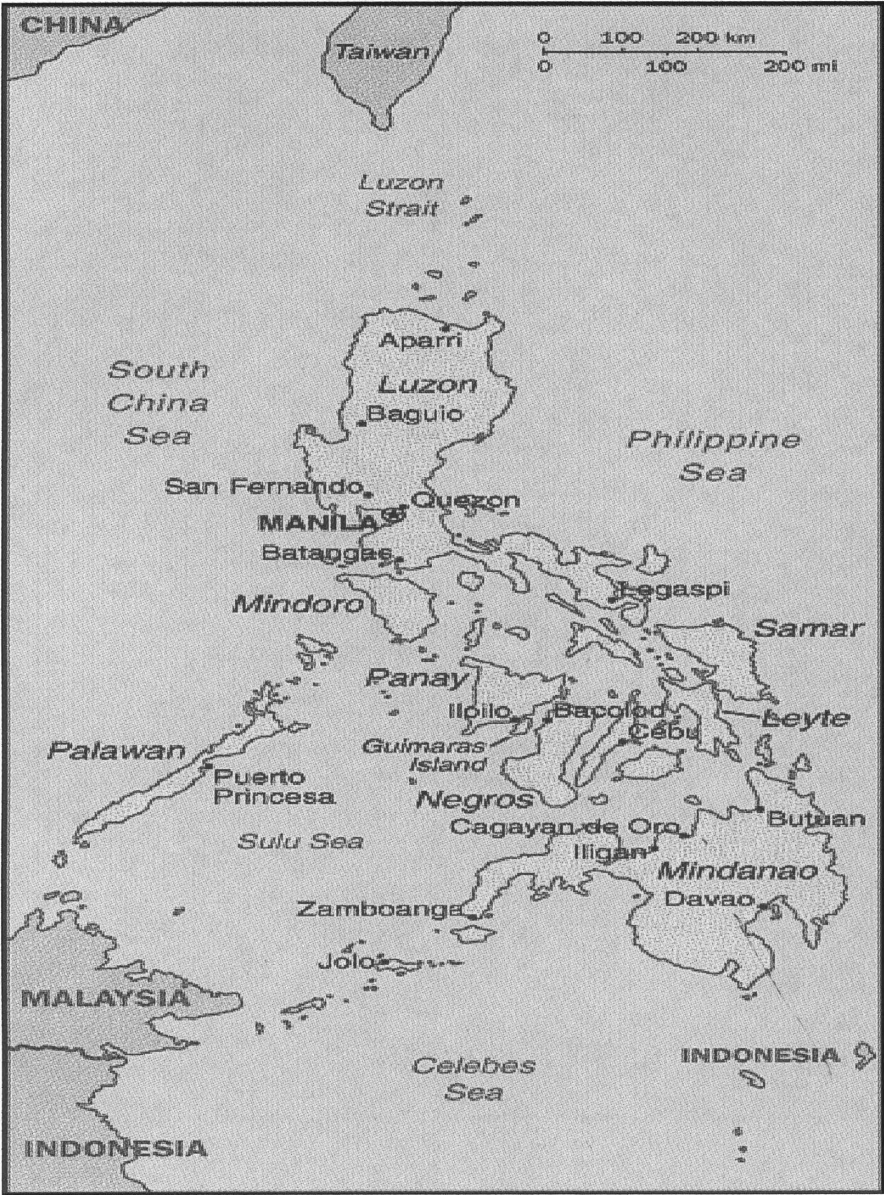 CHINA
Taiwan
0 100 200 km
0 100 200 mi
Luzon
Strait
Aparri
South
China
Sea
Luzon
Baguio
Philippine
Sea
San Fernando
Quezon
MANILA
Batangas
Legaspi
Mindoro
Samar
Panay
Iloilo
Bacolod
Leyte
Cebu
Guimaras
Island
Palawan
Puerto
Princesa
Negros
Cagayan de Oro
Butuan
Sulu Sea
Iligan
Mindanao
Davao
Zamboanga
Jolo
MALAYSIA
Celebes
Sea
INDONESIA
INDONESIA